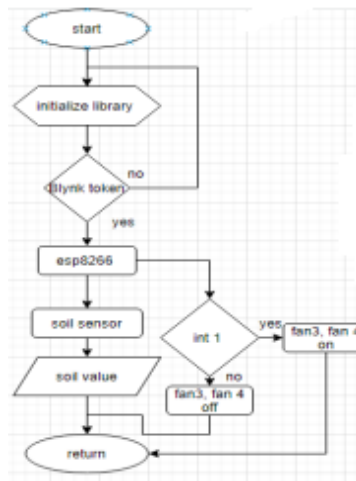 start
initialize library
no
Blynk token
yes
esp8266
soil sensor
int 1
yes
fan3, fan 4
on
no
soil value
fan3, fan 4
off
return